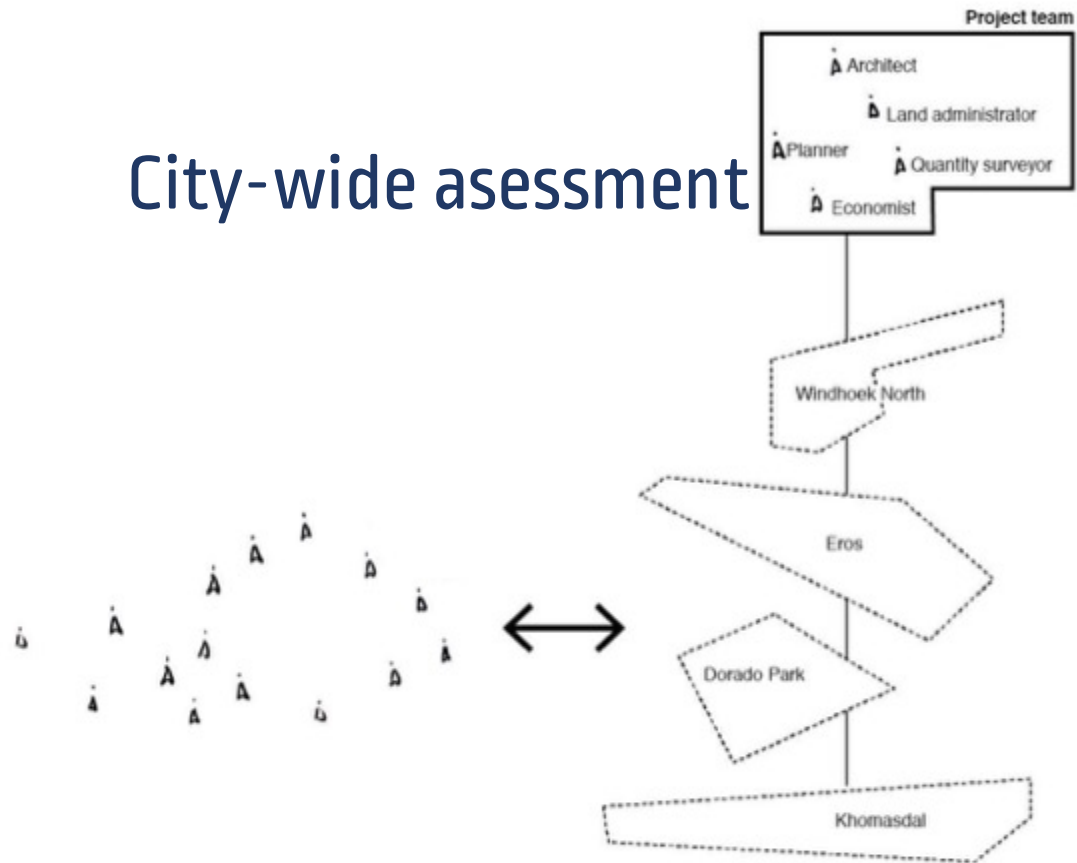 Project team
Architect
Land administrator
Planner
Quantity surveyor
Economist
City-wide asessment
Windhoek North
Eros
Dorado Park
Khomasdal